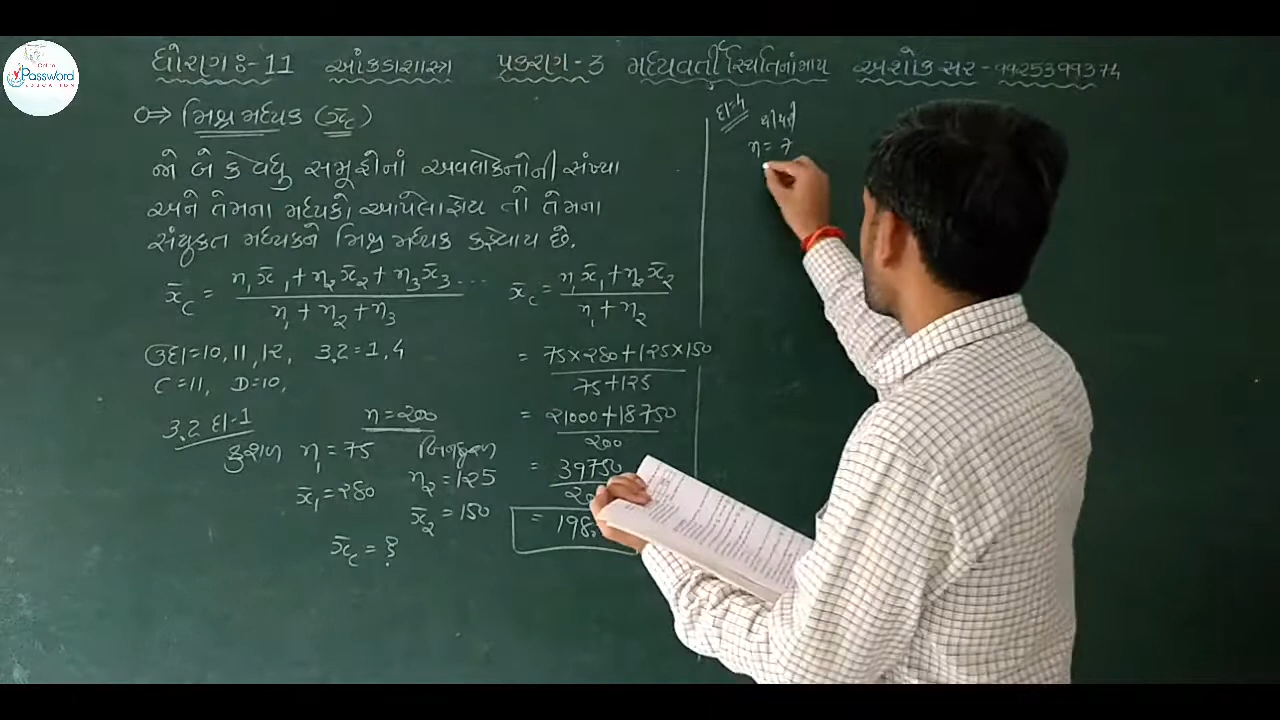 Password
EDUCATION
ધોરણઃ-11 આંકડાશાસ્ત્ર પ્રકરણ-3 મધ્યવર્તી સ્થિતિનાં માપ અશોક સર-૯૯૨૫૩૯૧૩૭૪
⇒ મિશ્ર મધ્યક (x̄c)
જો બે કે વધુ સમૂહોનાં અવલોકનોની સંખ્યા
અને તેમના મધ્યકો આપેલા હોય તો તેમના
સંયુક્ત મધ્યકને મિશ્ર મધ્યક કહેવાય છે.
x̄c = n₁x̄₁ + n₂x̄₂ + n₃x̄₃ ... / n₁ + n₂ + n₃
x̄c = n₁x̄₁ + n₂x̄₂ / n₁ + n₂
ઉદા=10, 11, 12, 3.2 = 1, 4
C = 11, D = 10,
3.2 દા-1
n = 200
કુશળ n₁ = 75
x̄₁ = 280
બિનકુશળ
n₂ = 125
x̄₂ = 150
x̄c = ?
= 75×280 + 125×150 / 75+125
= 21000 + 18750 / 200
= 39750
= 198.
દા-4
n = 7